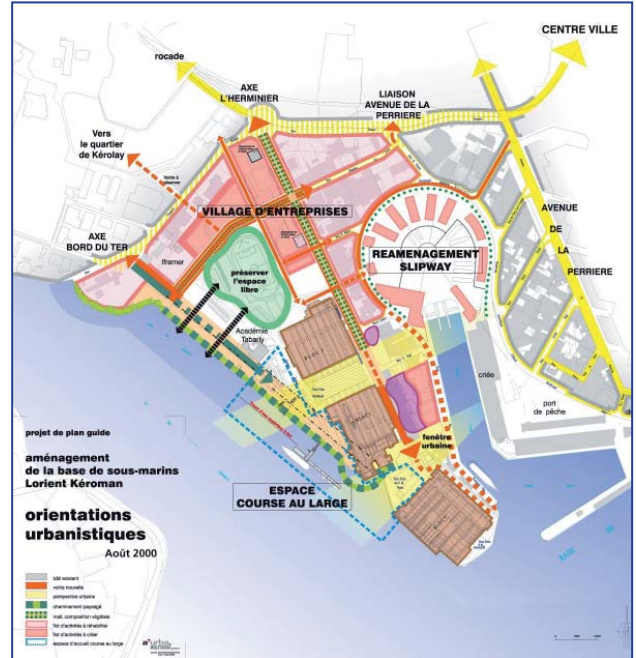 CENTRE VILLE
rocade
AXE
L'HERMINIER
LIAISON
AVENUE DE LA
PERRIERE
Vers
le quartier
de Kérolay
VILLAGE D'ENTREPRISES
AVENUE
DE
LA
PERRIERE
AXE
BORD DU TER
Ifremer
REAMENAGEMENT
SLIPWAY
préserver
l'espace
libre
Académie
Tabarly
criée
port
de pêche
fenêtre
urbaine
ESPACE
COURSE AU LARGE
RADE
DE
projet de plan guide
aménagement
de la base de sous-marins
Lorient Kéroman
orientations
urbanistiques
Août 2000
bâti existant
voirie nouvelle
perspective urbaine
cheminement paysagé
mail, composition végétale
îlot d'activités à réhabiliter
îlot d'activités à créer
espace d'accueil course au large